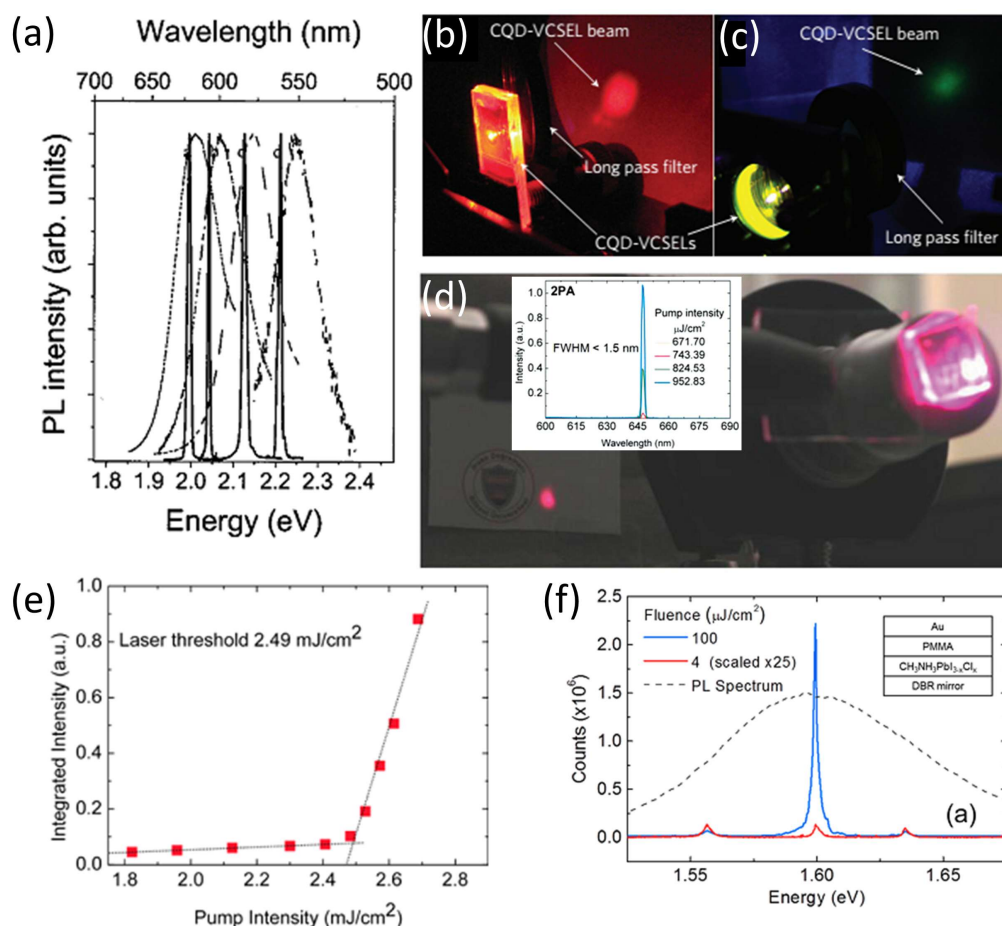 (a)
Wavelength (nm)
700 650 600 550 500
PL intensity (arb. units)
1.8 1.9 2.0 2.1 2.2 2.3 2.4
Energy (eV)
(b)
CQD-VCSEL beam
Long pass filter
CQD-VCSELs
(c)
CQD-VCSEL beam
Long pass filter
(d)
2PA
1.0
0.8
0.6
0.4
0.2
Intensity (a.u.)
FWHM < 1.5 nm
Pump intensity
μJ/cm²
671.70
743.39
824.53
952.83
600 615 630 645 660 675 690
Wavelength (nm)
(e)
1.0
0.8
0.6
0.4
0.2
0.0
Integrated Intensity (a.u.)
Laser threshold 2.49 mJ/cm²
1.8 2.0 2.2 2.4 2.6 2.8
Pump Intensity (mJ/cm²)
(f)
2.5
2.0
1.5
1.0
0.5
0.0
Counts (x10⁶)
Fluence (μJ/cm²)
100
4 (scaled x25)
PL Spectrum
Au
PMMA
CH₃NH₃PbI₃₋ₓClₓ
DBR mirror
(a)
1.55 1.60 1.65
Energy (eV)